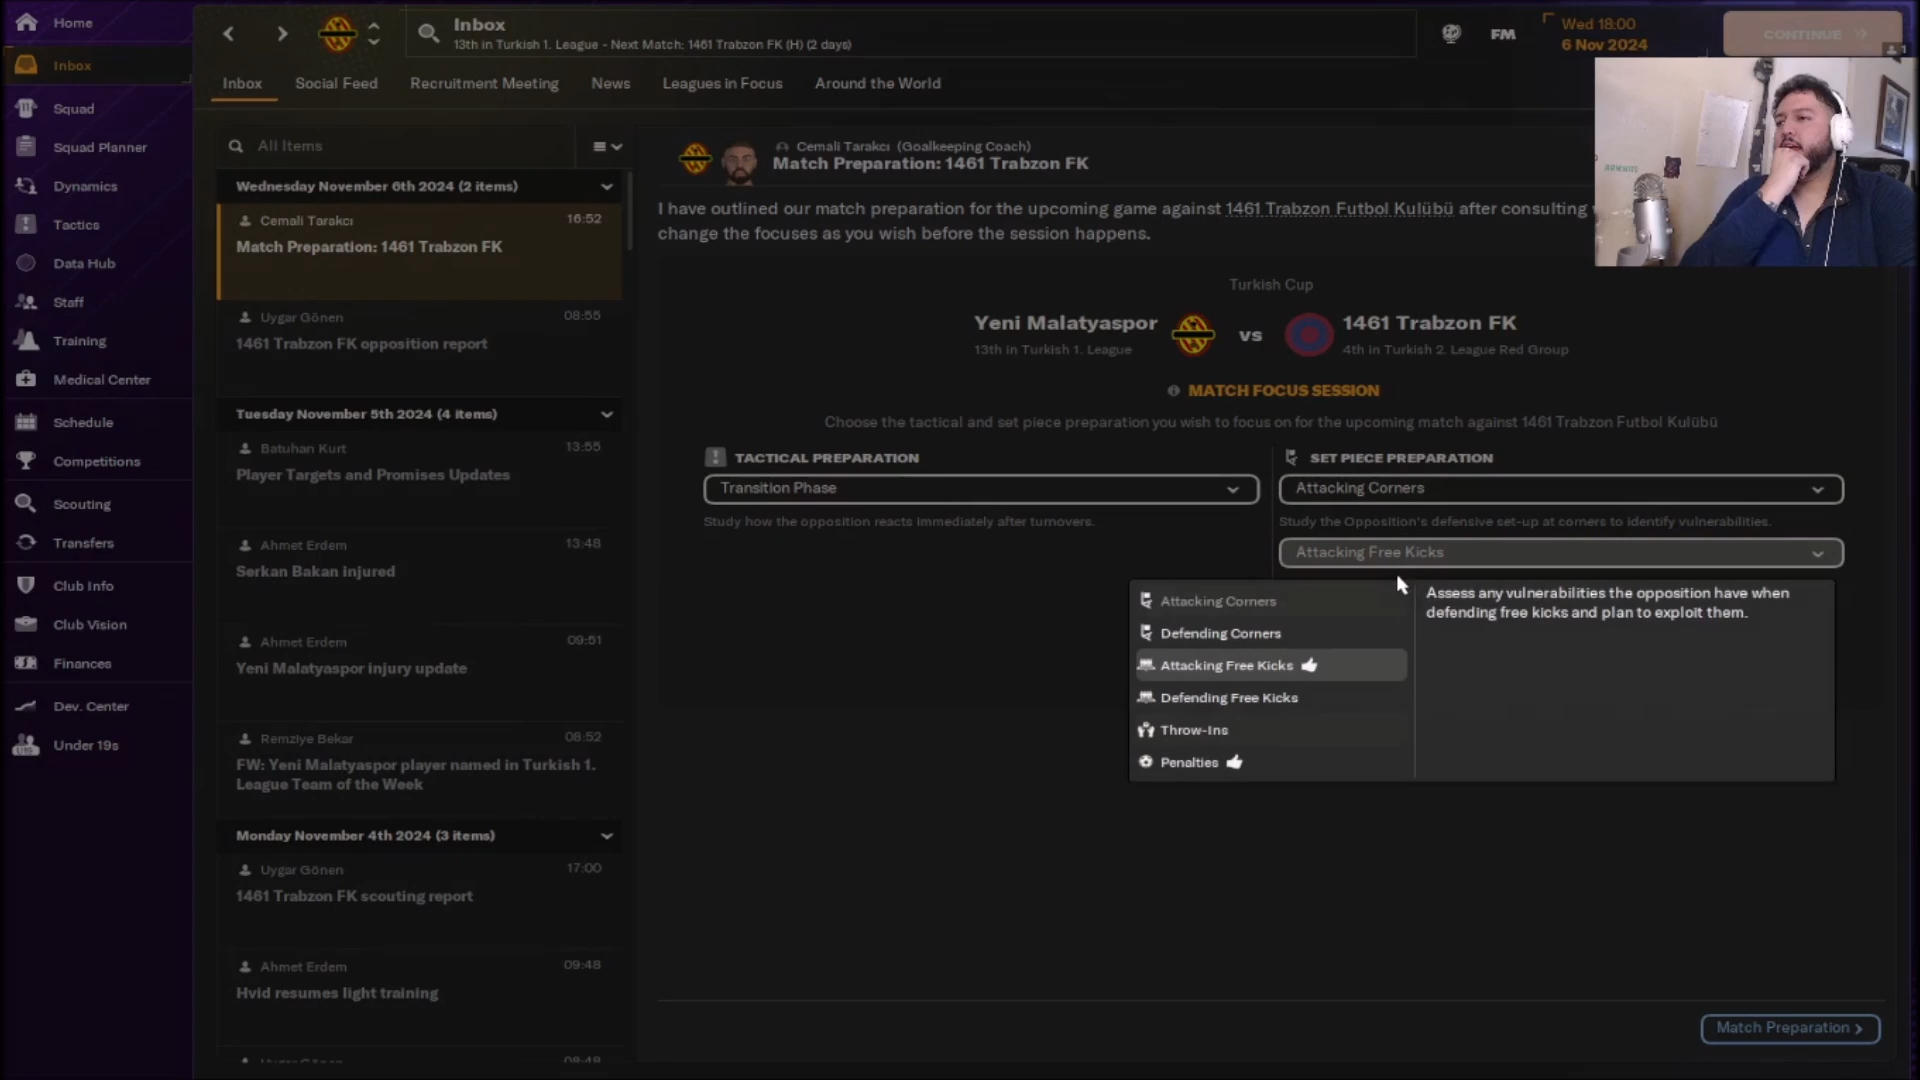 Home
Inbox
Squad
Squad Planner
Dynamics
Tactics
Data Hub
Staff
Training
Medical Center
Schedule
Competitions
Scouting
Transfers
Club Info
Club Vision
Finances
Dev. Center
Under 19s
Inbox
13th in Turkish 1. League - Next Match: 1461 Trabzon FK (H) (2 days)
FM
Wed 18:00
6 Nov 2024
CONTINUE
1
Inbox
Social Feed
Recruitment Meeting
News
Leagues in Focus
Around the World
All Items
Wednesday November 6th 2024 (2 items)
Cemali Tarakcı
16:52
Match Preparation: 1461 Trabzon FK
Uygar Gönen
08:55
1461 Trabzon FK opposition report
Tuesday November 5th 2024 (4 items)
Batuhan Kurt
13:55
Player Targets and Promises Updates
Ahmet Erdem
13:48
Serkan Bakan injured
Ahmet Erdem
09:51
Yeni Malatyaspor injury update
Remziye Bekar
08:52
FW: Yeni Malatyaspor player named in Turkish 1.
League Team of the Week
Monday November 4th 2024 (3 items)
Uygar Gönen
17:00
1461 Trabzon FK scouting report
Ahmet Erdem
09:48
Hvid resumes light training
Uygar Gönen
08:48
Cemali Tarakcı (Goalkeeping Coach)
Match Preparation: 1461 Trabzon FK
I have outlined our match preparation for the upcoming game against 1461 Trabzon Futbol Kulübü after consulting
change the focuses as you wish before the session happens.
Turkish Cup
Yeni Malatyaspor
13th in Turkish 1. League
vs
1461 Trabzon FK
4th in Turkish 2. League Red Group
MATCH FOCUS SESSION
Choose the tactical and set piece preparation you wish to focus on for the upcoming match against 1461 Trabzon Futbol Kulübü
TACTICAL PREPARATION
Transition Phase
Study how the opposition reacts immediately after turnovers.
SET PIECE PREPARATION
Attacking Corners
Study the Opposition's defensive set-up at corners to identify vulnerabilities.
Attacking Free Kicks
Attacking Corners
Defending Corners
Attacking Free Kicks
Defending Free Kicks
Throw-Ins
Penalties
Assess any vulnerabilities the opposition have when
defending free kicks and plan to exploit them.
Match Preparation